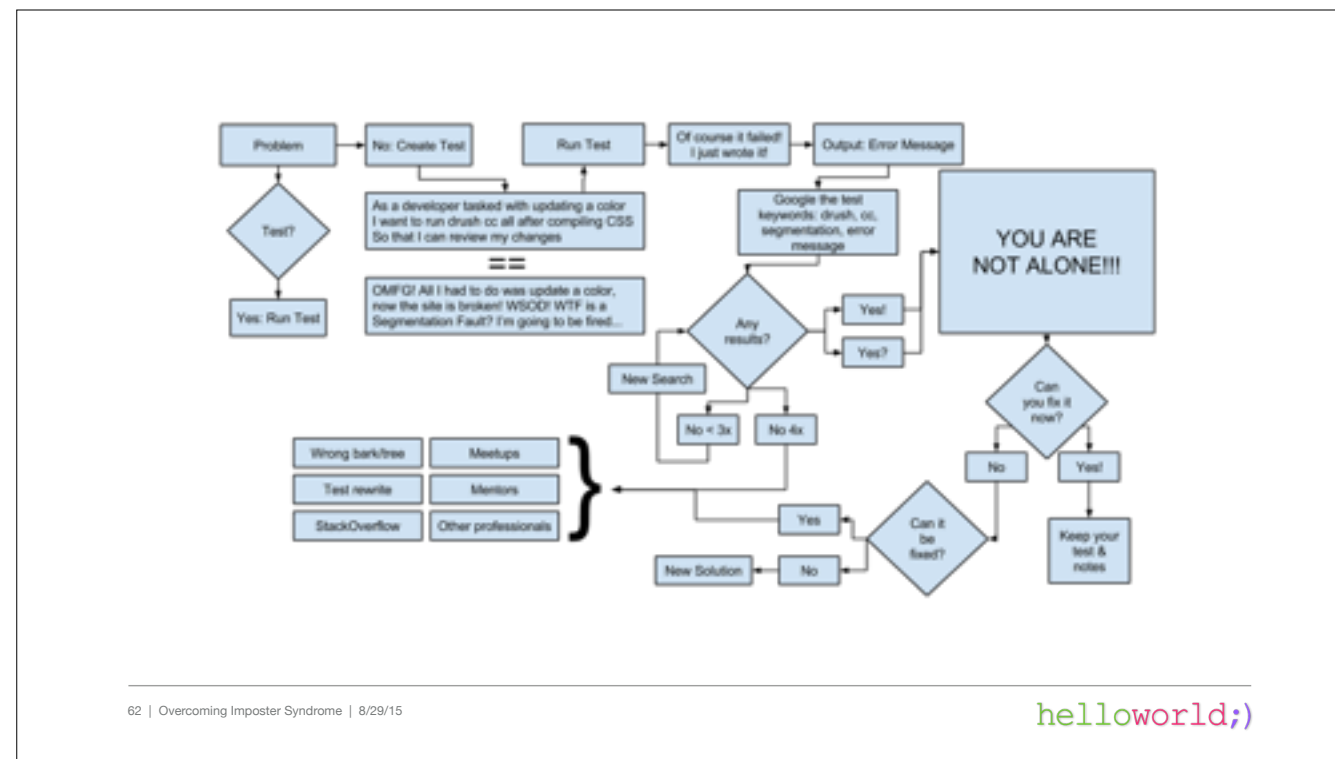 Problem
No: Create Test
Run Test
Of course it failed!
I just wrote it!
Output: Error Message
Test?
Yes: Run Test
As a developer tasked with updating a color
I want to run drush cc all after compiling CSS
So that I can review my changes
==
OMFG! All I had to do was update a color,
now the site is broken! WSOD! WTF is a
Segmentation Fault? I'm going to be fired...
Google the test
keywords: drush, cc,
segmentation, error
message
YOU ARE
NOT ALONE!!!
Any
results?
Yes!
Yes?
New Search
No < 3x
No 4x
Can
you fix it
now?
No
Yes!
Wrong bark/tree
Meetups
Test rewrite
Mentors
StackOverflow
Other professionals
}
Yes
Can it
be
fixed?
Keep your
test &
notes
New Solution
No
62 | Overcoming Imposter Syndrome | 8/29/15
helloworld;)